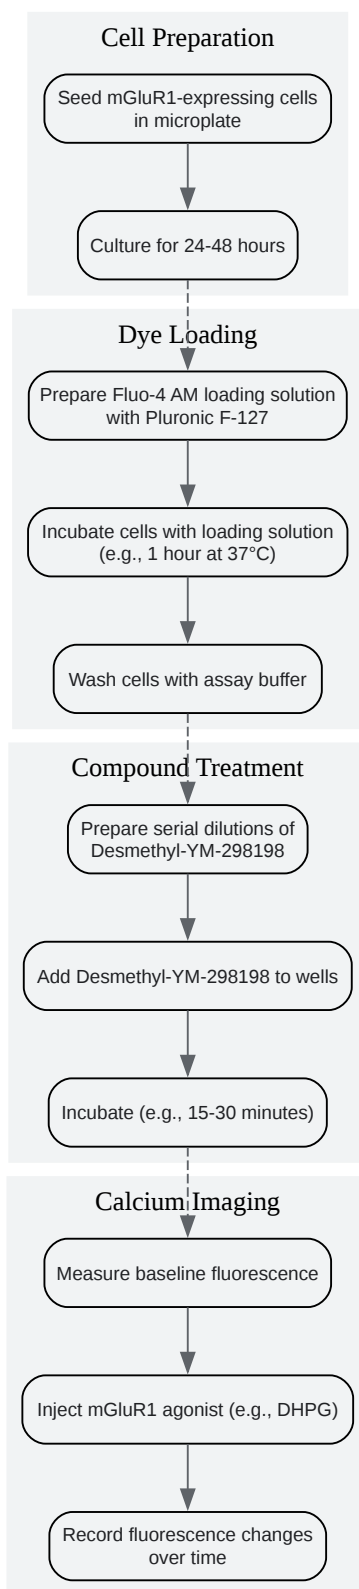 Cell Preparation
Seed mGluR1-expressing cells
in microplate
Culture for 24-48 hours
Dye Loading
Prepare Fluo-4 AM loading solution
with Pluronic F-127
Incubate cells with loading solution
(e.g., 1 hour at 37°C)
Wash cells with assay buffer
Compound Treatment
Prepare serial dilutions of
Desmethyl-YM-298198
Add Desmethyl-YM-298198 to wells
Incubate (e.g., 15-30 minutes)
Calcium Imaging
Measure baseline fluorescence
Inject mGluR1 agonist (e.g., DHPG)
Record fluorescence changes
over time